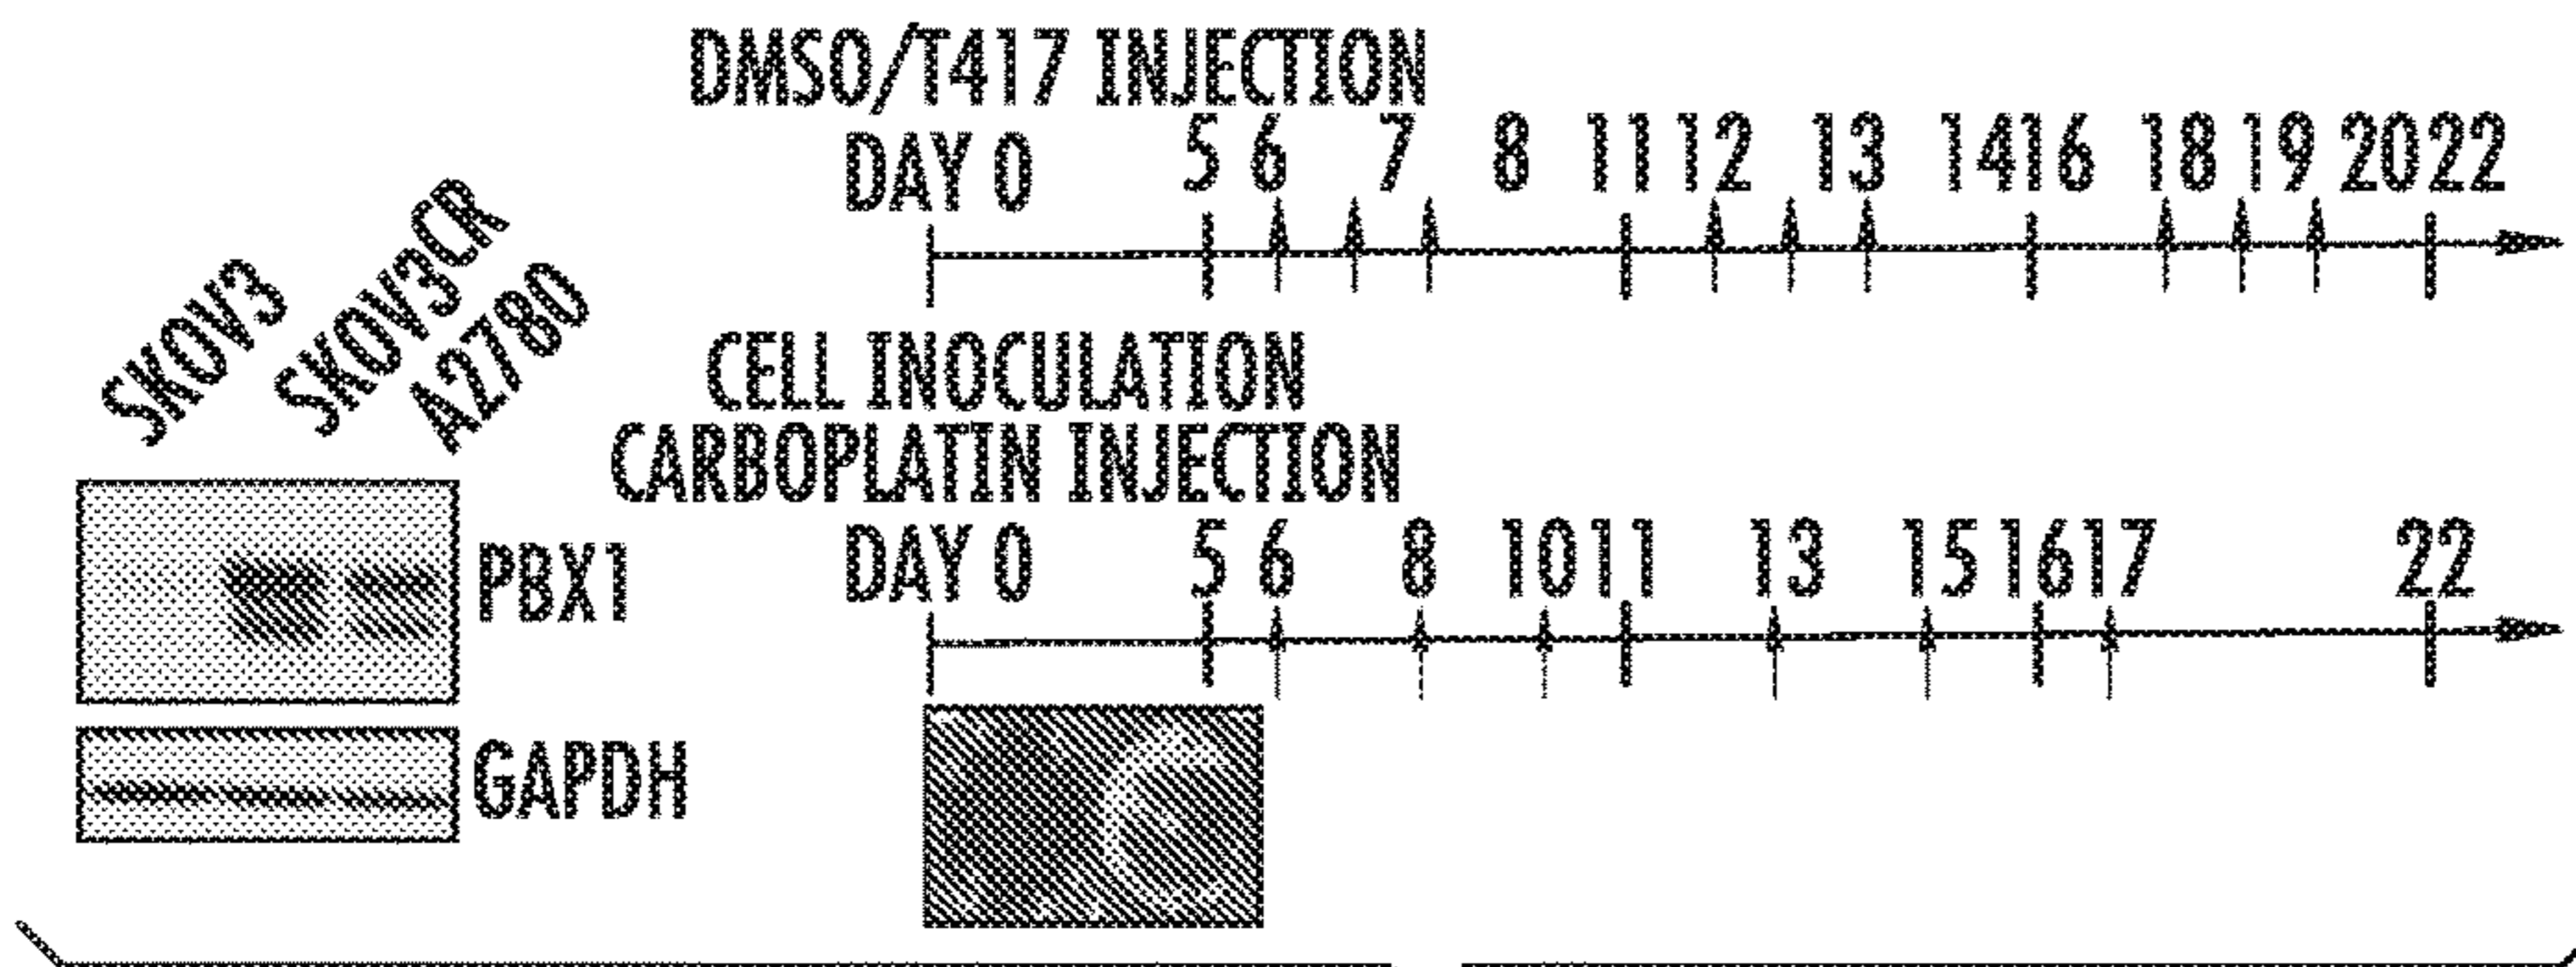 DMSO/T417 INJECTION
DAY 0 5 6 7 8 11 12 13 14 16 18 19 20 22
SKOV3
SKOV3CR
A2780
CELL INOCULATION
CARBOPLATIN INJECTION
DAY 0 5 6 8 10 11 13 15 16 17 22
PBX1
GAPDH